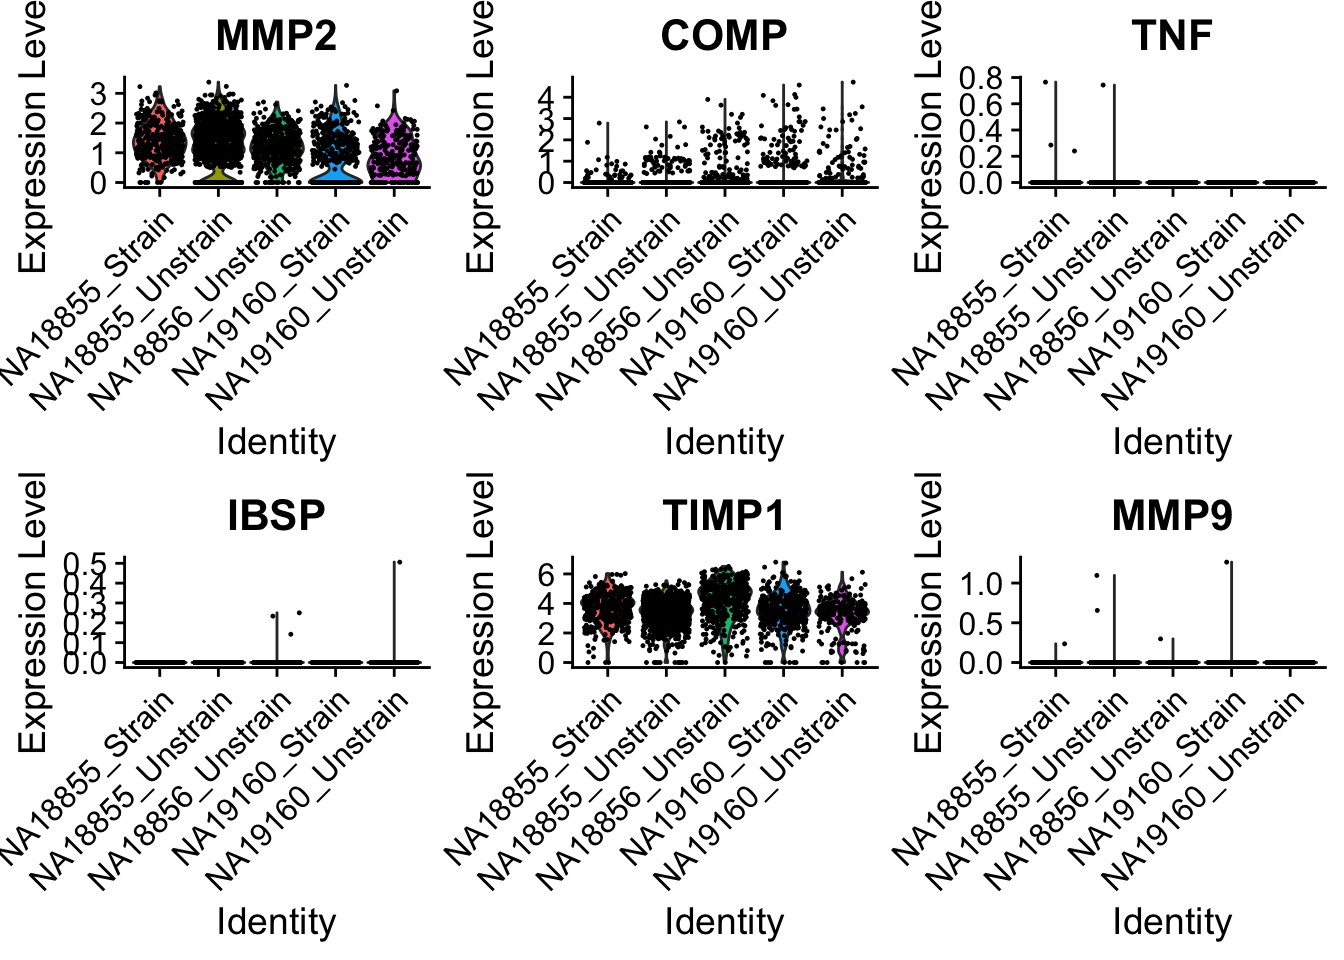 MMP2
Expression Leve
3
2
1
0
NA18855_Strain
NA18855_Unstrain
NA18856_Unstrain
NA19160_Strain
NA19160_Unstrain
Identity
COMP
Expression Leve
4
3
2
1
0
NA18855_Strain
NA18855_Unstrain
NA18856_Unstrain
NA19160_Strain
NA19160_Unstrain
Identity
TNF
Expression Leve
0.8
0.6
0.4
0.2
0.0
NA18855_Strain
NA18855_Unstrain
NA18856_Unstrain
NA19160_Strain
NA19160_Unstrain
Identity
IBSP
Expression Level
0.5
0.4
0.3
0.2
0.1
0.0
NA18855_Strain
NA18855_Unstrain
NA18856_Unstrain
NA19160_Strain
NA19160_Unstrain
Identity
TIMP1
Expression Level
6
4
2
0
NA18855_Strain
NA18855_Unstrain
NA18856_Unstrain
NA19160_Strain
NA19160_Unstrain
Identity
MMP9
Expression Level
1.0
0.5
0.0
NA18855_Strain
NA18855_Unstrain
NA18856_Unstrain
NA19160_Strain
NA19160_Unstrain
Identity